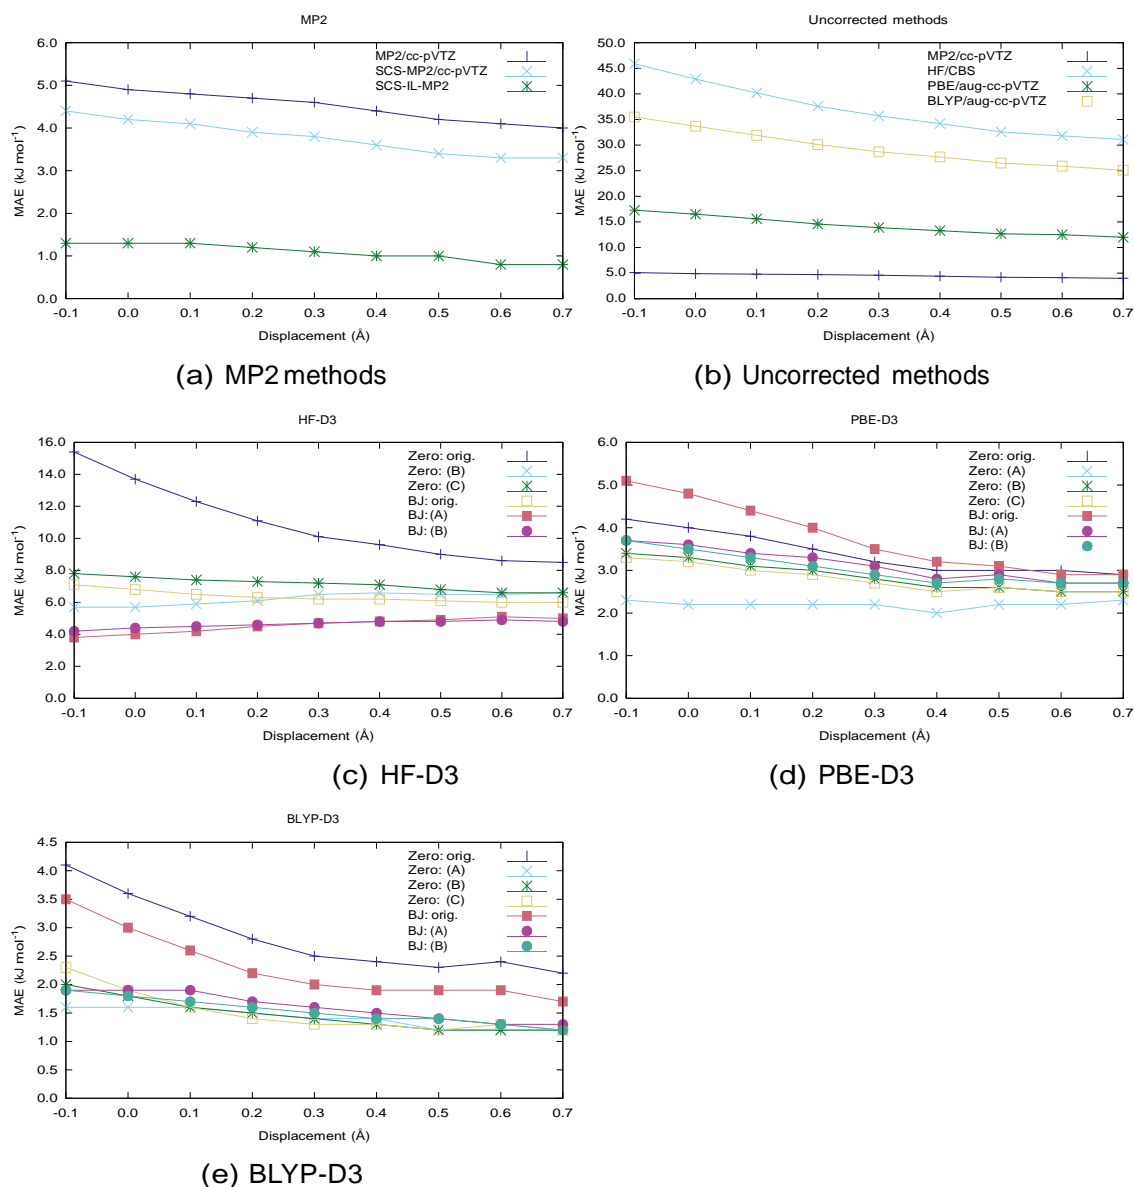 MP2
MAE (kJ mol⁻¹)
6.0
5.0
4.0
3.0
2.0
1.0
0.0
MP2/cc-pVTZ
SCS-MP2/cc-pVTZ
SCS-IL-MP2
-0.1 0.0 0.1 0.2 0.3 0.4 0.5 0.6 0.7
Displacement (Å)
(a) MP2 methods
Uncorrected methods
MAE (kJ mol⁻¹)
50.0
45.0
40.0
35.0
30.0
25.0
20.0
15.0
10.0
5.0
0.0
MP2/cc-pVTZ
HF/CBS
PBE/aug-cc-pVTZ
BLYP/aug-cc-pVTZ
-0.1 0.0 0.1 0.2 0.3 0.4 0.5 0.6 0.7
Displacement (Å)
(b) Uncorrected methods
HF-D3
MAE (kJ mol⁻¹)
16.0
14.0
12.0
10.0
8.0
6.0
4.0
2.0
0.0
Zero: orig.
Zero: (B)
Zero: (C)
BJ: orig.
BJ: (A)
BJ: (B)
-0.1 0.0 0.1 0.2 0.3 0.4 0.5 0.6 0.7
Displacement (Å)
(c) HF-D3
PBE-D3
MAE (kJ mol⁻¹)
6.0
5.0
4.0
3.0
2.0
1.0
0.0
Zero: orig.
Zero: (A)
Zero: (B)
Zero: (C)
BJ: orig.
BJ: (A)
BJ: (B)
-0.1 0.0 0.1 0.2 0.3 0.4 0.5 0.6 0.7
Displacement (Å)
(d) PBE-D3
BLYP-D3
MAE (kJ mol⁻¹)
4.5
4.0
3.5
3.0
2.5
2.0
1.5
1.0
0.5
0.0
Zero: orig.
Zero: (A)
Zero: (B)
Zero: (C)
BJ: orig.
BJ: (A)
BJ: (B)
-0.1 0.0 0.1 0.2 0.3 0.4 0.5 0.6 0.7
Displacement (Å)
(e) BLYP-D3